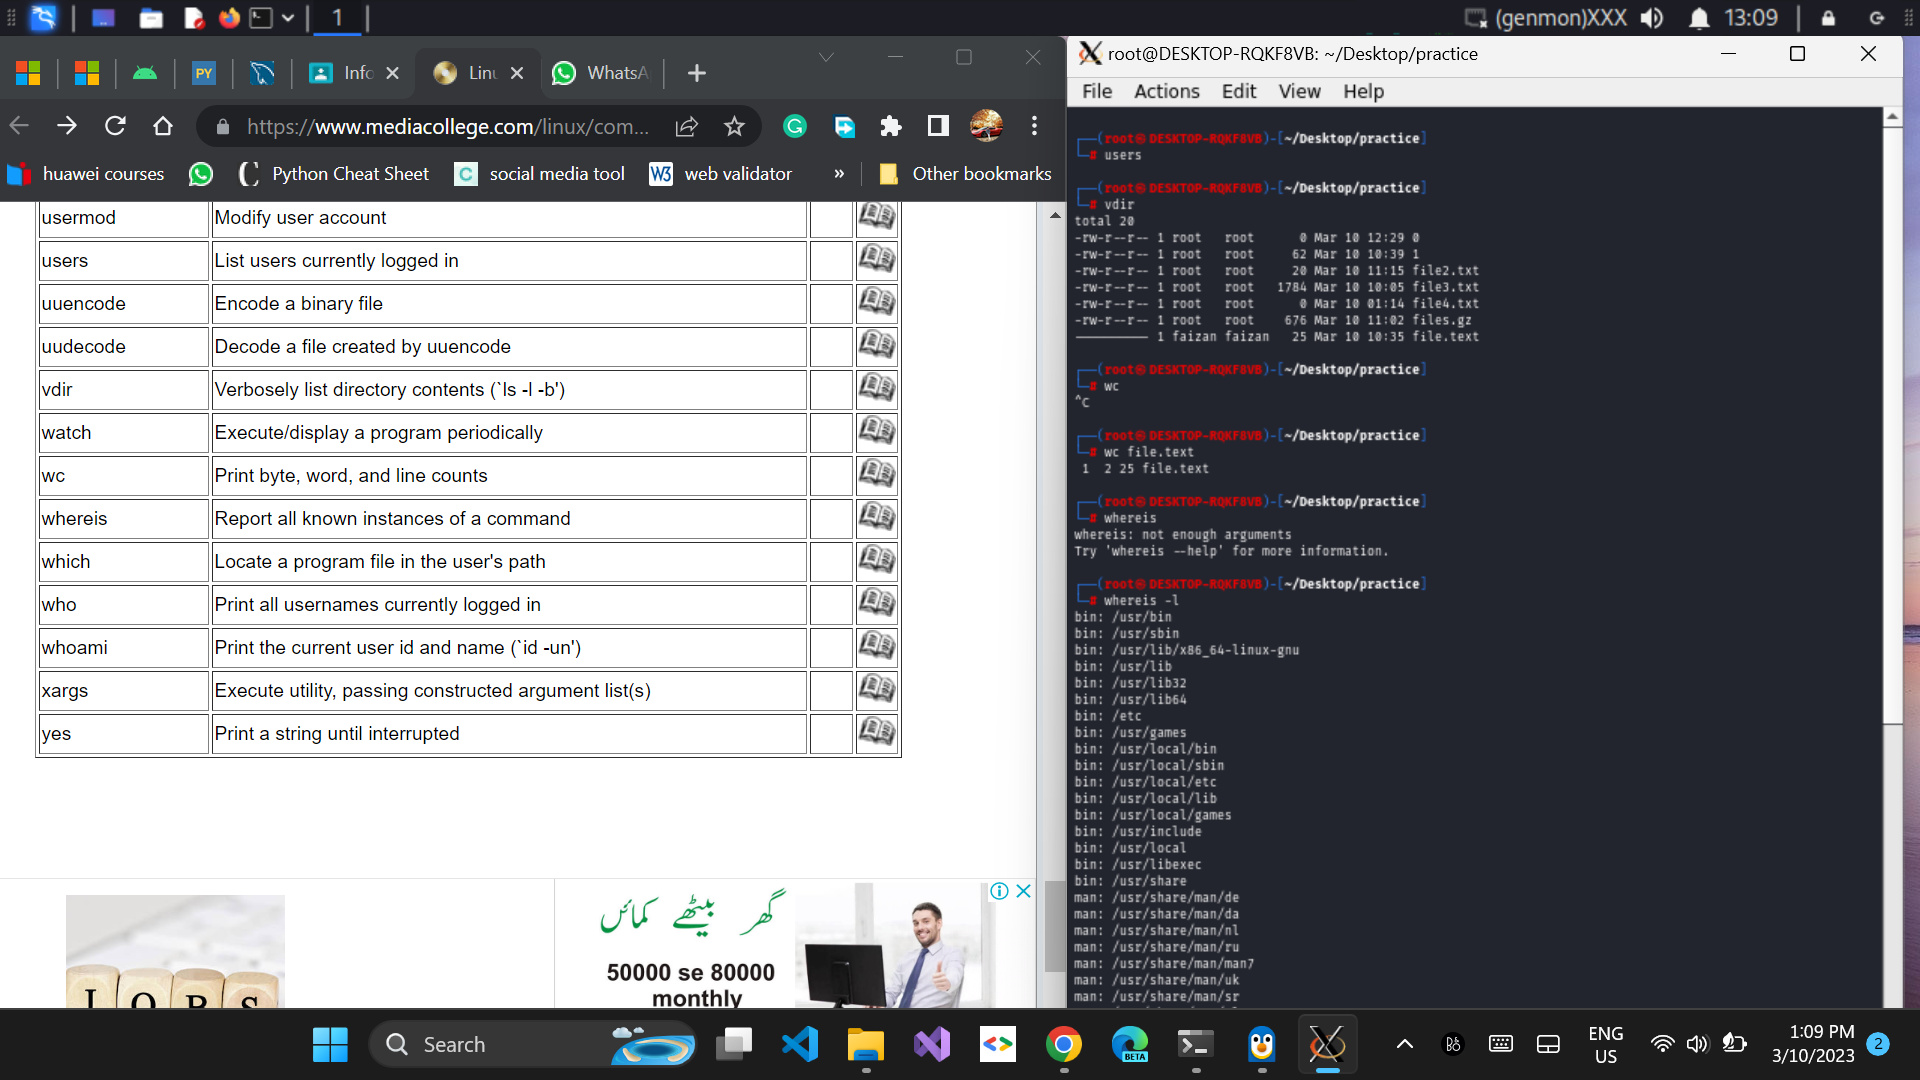 1
(genmon)XXX
13:09
Info
Linu
WhatsA
https://www.mediacollege.com/linux/com...
huawei courses
Python Cheat Sheet
C
social media tool
W3
web validator
»
Other bookmarks
PY
usermod Modify user account
users List users currently logged in
uuencode Encode a binary file
uudecode Decode a file created by uuencode
vdir Verbosely list directory contents (`ls -l -b')
watch Execute/display a program periodically
wc Print byte, word, and line counts
whereis Report all known instances of a command
which Locate a program file in the user's path
who Print all usernames currently logged in
whoami Print the current user id and name (`id -un')
xargs Execute utility, passing constructed argument list(s)
yes Print a string until interrupted
JOBS
گھر بیٹھے کمائں
50000 se 80000
monthly
root@DESKTOP-RQKF8VB: ~/Desktop/practice
File Actions Edit View Help
┌──(root㉿DESKTOP-RQKF8VB)-[~/Desktop/practice]
└─# users
┌──(root㉿DESKTOP-RQKF8VB)-[~/Desktop/practice]
└─# vdir
total 20
-rw-r--r-- 1 root root 0 Mar 10 12:29 0
-rw-r--r-- 1 root root 62 Mar 10 10:39 1
-rw-r--r-- 1 root root 20 Mar 10 11:15 file2.txt
-rw-r--r-- 1 root root 1784 Mar 10 10:05 file3.txt
-rw-r--r-- 1 root root 0 Mar 10 01:14 file4.txt
-rw-r--r-- 1 root root 676 Mar 10 11:02 files.gz
---------- 1 faizan faizan 25 Mar 10 10:35 file.text
┌──(root㉿DESKTOP-RQKF8VB)-[~/Desktop/practice]
└─# wc
^C
┌──(root㉿DESKTOP-RQKF8VB)-[~/Desktop/practice]
└─# wc file.text
1 2 25 file.text
┌──(root㉿DESKTOP-RQKF8VB)-[~/Desktop/practice]
└─# whereis
whereis: not enough arguments
Try 'whereis --help' for more information.
┌──(root㉿DESKTOP-RQKF8VB)-[~/Desktop/practice]
└─# whereis -l
bin: /usr/bin
bin: /usr/sbin
bin: /usr/lib/x86_64-linux-gnu
bin: /usr/lib
bin: /usr/lib32
bin: /usr/lib64
bin: /etc
bin: /usr/games
bin: /usr/local/bin
bin: /usr/local/sbin
bin: /usr/local/etc
bin: /usr/local/lib
bin: /usr/local/games
bin: /usr/include
bin: /usr/local
bin: /usr/libexec
bin: /usr/share
man: /usr/share/man/de
man: /usr/share/man/da
man: /usr/share/man/nl
man: /usr/share/man/ru
man: /usr/share/man/man7
man: /usr/share/man/uk
man: /usr/share/man/sr
Search
BETA
ENG
US
1:09 PM
3/10/2023
2